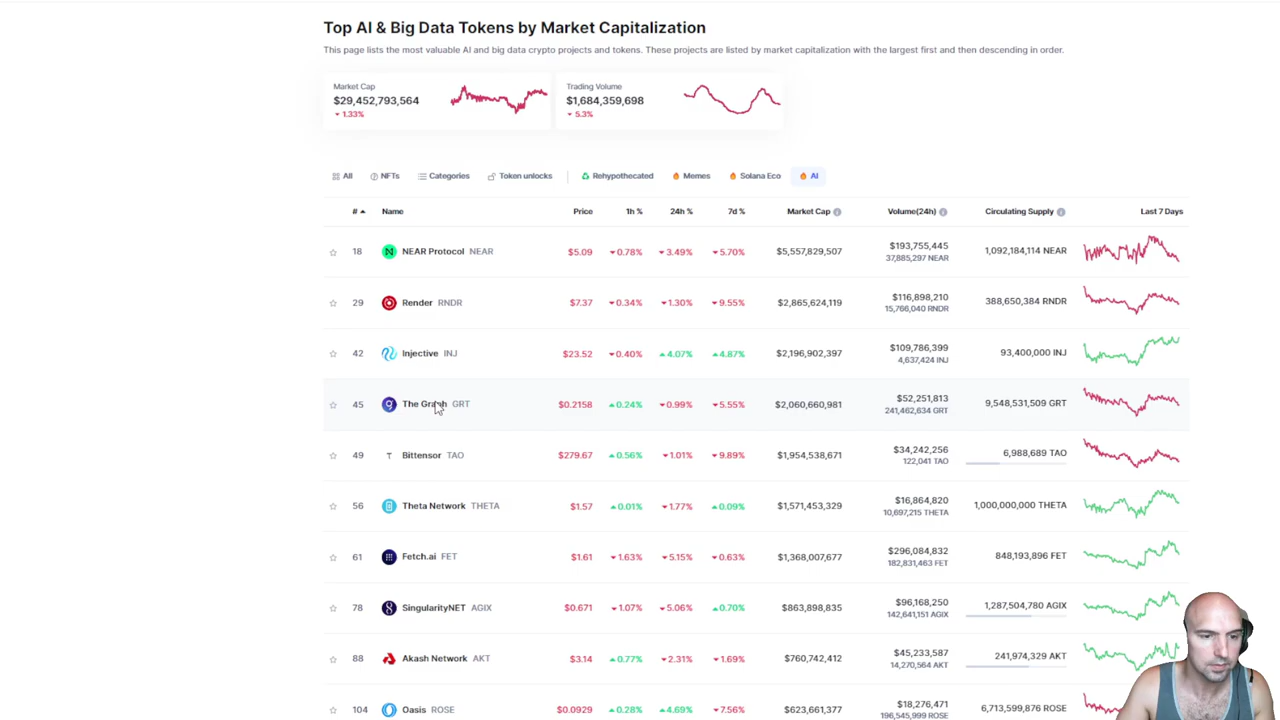 Top AI & Big Data Tokens by Market Capitalization
This page lists the most valuable AI and big data crypto projects and tokens. These projects are listed by market capitalization with the largest first and then descending in order.
Market Cap
$29,452,793,564
1.33%
Trading Volume
$1,684,359,698
5.3%
All NFTs Categories Token unlocks Rehypothecated Memes Solana Eco AI
# Name Price 1h % 24h % 7d % Market Cap Volume(24h) Circulating Supply Last 7 Days
18 NEAR Protocol NEAR $5.09 0.78% 3.49% 5.70% $5,557,829,507 $193,755,445 1,092,184,114 NEAR
37,885,297 NEAR
29 Render RNDR $7.37 0.34% 1.30% 9.55% $2,865,624,119 $116,898,210 388,650,384 RNDR
15,766,040 RNDR
42 Injective INJ $23.52 0.40% 4.07% 4.87% $2,196,902,397 $109,786,399 93,400,000 INJ
4,637,424 INJ
45 The Graph GRT $0.2158 0.24% 0.99% 5.55% $2,060,660,981 $52,251,813 9,548,531,509 GRT
241,462,634 GRT
49 Bittensor TAO $279.67 0.56% 1.01% 9.89% $1,954,538,671 $34,242,256 6,988,689 TAO
122,041 TAO
56 Theta Network THETA $1.57 0.01% 1.77% 0.09% $1,571,453,329 $16,864,820 1,000,000,000 THETA
10,697,215 THETA
61 Fetch.ai FET $1.61 1.63% 5.15% 0.63% $1,368,007,677 $296,084,832 848,193,896 FET
182,831,463 FET
78 SingularityNET AGIX $0.671 1.07% 5.06% 0.70% $863,898,835 $96,168,250 1,287,504,780 AGIX
142,641,151 AGIX
88 Akash Network AKT $3.14 0.77% 2.31% 1.69% $760,742,412 $45,233,587 241,974,329 AKT
14,270,564 AKT
104 Oasis ROSE $0.0929 0.28% 4.69% 7.56% $623,661,377 $18,276,471 6,713,599,876 ROSE
196,545,999 ROSE